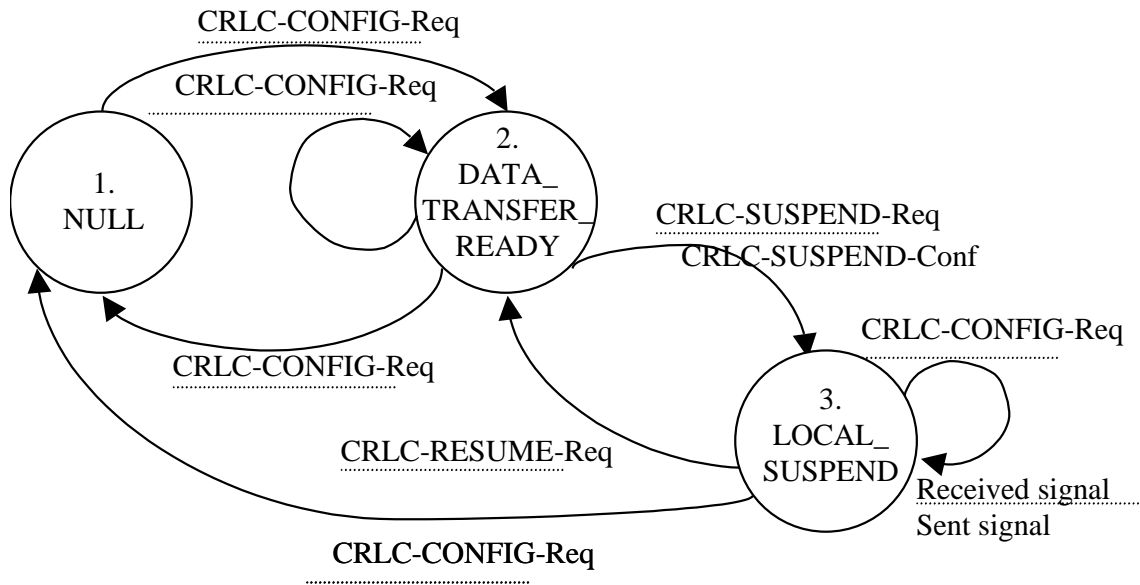 CRLC-CONFIG-Req
CRLC-CONFIG-Req
1.
NULL
2.
DATA_
TRANSFER_
READY
CRLC-SUSPEND-Req
CRLC-SUSPEND-Conf
CRLC-CONFIG-Req
CRLC-CONFIG-Req
3.
LOCAL_
SUSPEND
CRLC-RESUME-Req
Received signal
Sent signal
CRLC-CONFIG-Req